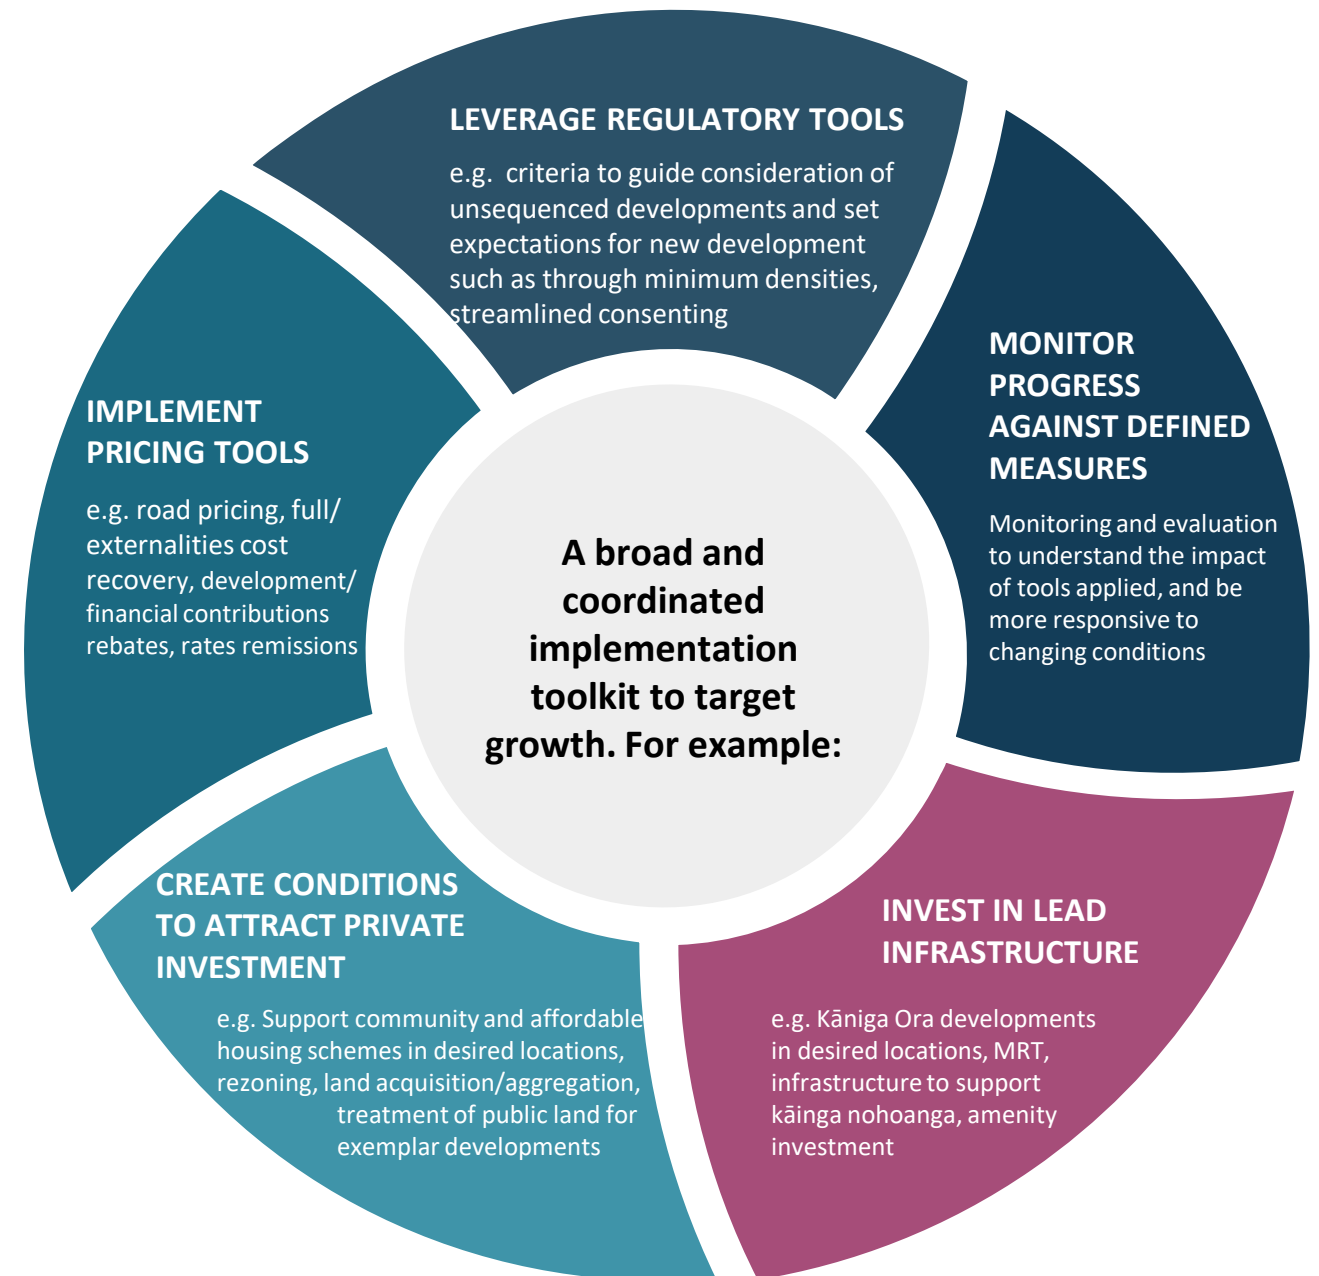 LEVERAGE REGULATORY TOOLS
e.g. criteria to guide consideration of
unsequenced developments and set
expectations for new development
such as through minimum densities,
streamlined consenting
MONITOR
PROGRESS
AGAINST DEFINED
MEASURES
Monitoring and evaluation
to understand the impact
of tools applied, and be
more responsive to
changing conditions
INVEST IN LEAD
INFRASTRUCTURE
e.g. Kāniga Ora developments
in desired locations, MRT,
infrastructure to support
kāinga nohoanga, amenity
investment
CREATE CONDITIONS
TO ATTRACT PRIVATE
INVESTMENT
e.g. Support community and affordable
housing schemes in desired locations,
rezoning, land acquisition/aggregation,
treatment of public land for
exemplar developments
IMPLEMENT
PRICING TOOLS
e.g. road pricing, full/
externalities cost
recovery, development/
financial contributions
rebates, rates remissions
A broad and
coordinated
implementation
toolkit to target
growth. For example: